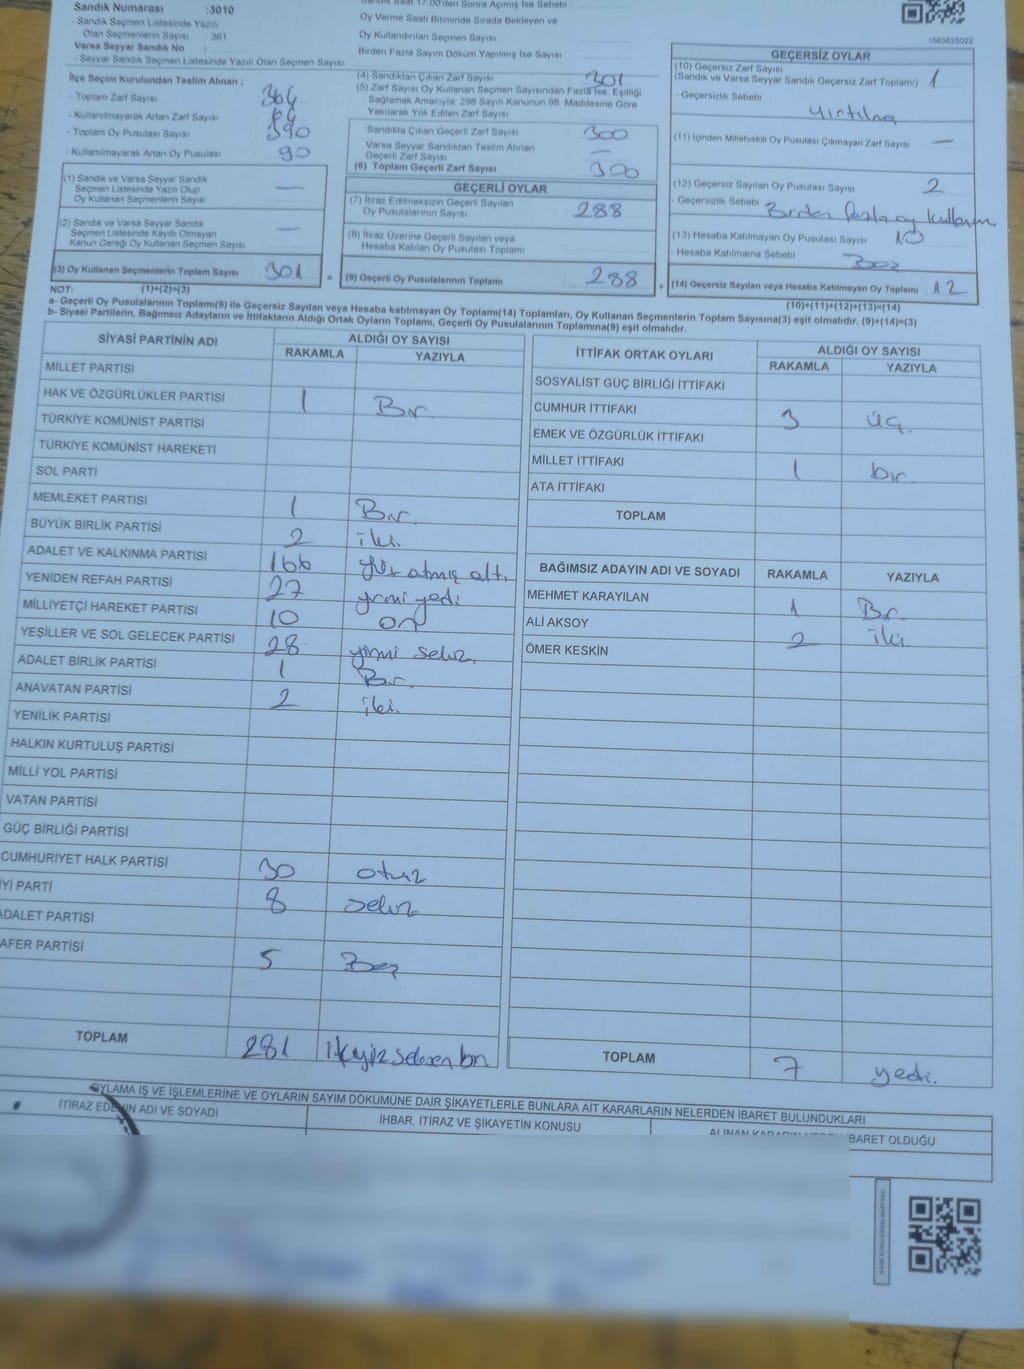 Sandık Numarası :3010
- Sandık Seçmen Listesinde Yazılı
Olan Seçmenlerin Sayısı : 361
Varsa Seyyar Sandık No :
- Seyyar Sandık Seçmen Listesinde Yazılı Olan Seçmen Sayısı
İlçe Seçim Kurulundan Teslim Alınan ;
- Toplam Zarf Sayısı 364
- Kullanılmayarak Artan Zarf Sayısı 64
- Toplam Oy Pusulası Sayısı 390
- Kullanılmayarak Artan Oy Pusulası 90
(1) Sandık ve Varsa Seyyar Sandık
Seçmen Listesinde Yazılı Olup
Oy Kullanan Seçmenlerin Sayısı —
(2) Sandık ve Varsa Seyyar Sandık
Seçmen Listesinde Kayıtlı Olmayan
Kanun Gereği Oy Kullanan Seçmen Sayısı —
(3) Oy Kullanan Seçmenlerin Toplam Sayısı 301 =
Sandık Saat 17.00'den Sonra Açılmış İse Sebebi
Oy Verme Saati Bitiminde Sırada Bekleyen ve
Oy Kullandırılan Seçmen Sayısı
Birden Fazla Sayım Döküm Yapılmış İse Sayısı
(4) Sandıktan Çıkan Zarf Sayısı 301
(5) Zarf Sayısı Oy Kullanan Seçmen Sayısından Fazla İse, Eşitliği
Sağlamak Amacıyla; 298 Sayılı Kanunun 98. Maddesine Göre
Yakılarak Yok Edilen Zarf Sayısı
Sandıkta Çıkan Geçerli Zarf Sayısı 300
Varsa Seyyar Sandıktan Teslim Alınan
Geçerli Zarf Sayısı —
(6) Toplam Geçerli Zarf Sayısı 300
GEÇERLİ OYLAR
(7) İtiraz Edilmeksizin Geçerli Sayılan
Oy Pusulalarının Sayısı 288
(8) İtiraz Üzerine Geçerli Sayılan veya
Hesaba Katılan Oy Pusulası Toplamı
(9) Geçerli Oy Pusulalarının Toplamı 288 +
1083625022
GEÇERSİZ OYLAR
(10) Geçersiz Zarf Sayısı
(Sandık ve Varsa Seyyar Sandık Geçersiz Zarf Toplamı) 1
- Geçersizlik Sebebi
yırtılma
(11) İçinden Milletvekili Oy Pusulası Çıkmayan Zarf Sayısı —
(12) Geçersiz Sayılan Oy Pusulası Sayısı 2
- Geçersizlik Sebebi Birden fazla oy kullanım
(13) Hesaba Katılmayan Oy Pusulası Sayısı
- Hesaba Katılmama Sebebi Boş
(14) Geçersiz Sayılan veya Hesaba Katılmayan Oy Toplamı : 12
NOT: (1)+(2)=(3) (10)+(11)+(12)+(13)=(14)
a- Geçerli Oy Pusulalarının Toplamı(9) ile Geçersiz Sayılan veya Hesaba katılmayan Oy Toplamı(14) Toplamları, Oy Kullanan Seçmenlerin Toplam Sayısına(3) eşit olmalıdır. (9)+(14)=(3)
b- Siyasi Partilerin, Bağımsız Adayların ve İttifakların Aldığı Ortak Oyların Toplamı, Geçerli Oy Pusulalarının Toplamına(9) eşit olmalıdır.
SİYASİ PARTİNİN ADI ALDIĞI OY SAYISI
RAKAMLA YAZIYLA
MİLLET PARTİSİ
HAK VE ÖZGÜRLÜKLER PARTİSİ 1 Bir
TÜRKİYE KOMÜNİST PARTİSİ
TÜRKİYE KOMÜNİST HAREKETİ
SOL PARTİ
MEMLEKET PARTİSİ 1 Bir.
BÜYÜK BİRLİK PARTİSİ 2 iki.
ADALET VE KALKINMA PARTİSİ 166 yüz atmış altı,
YENİDEN REFAH PARTİSİ 27 yirmi yedi
MİLLİYETÇİ HAREKET PARTİSİ 10 on
YEŞİLLER VE SOL GELECEK PARTİSİ 28 yirmi sekiz.
ADALET BİRLİK PARTİSİ 1 Bir.
ANAVATAN PARTİSİ 2 iki.
YENİLİK PARTİSİ
HALKIN KURTULUŞ PARTİSİ
MİLLİ YOL PARTİSİ
VATAN PARTİSİ
GÜÇ BİRLİĞİ PARTİSİ
CUMHURİYET HALK PARTİSİ 30 otuz
İYİ PARTİ 8 sekiz
ADALET PARTİSİ
AFER PARTİSİ 5 Beş
TOPLAM 281 ikiyüz seksen bir
İTTİFAK ORTAK OYLARI ALDIĞI OY SAYISI
RAKAMLA YAZIYLA
SOSYALİST GÜÇ BİRLİĞİ İTTİFAKI
CUMHUR İTTİFAKI 3 üç.
EMEK VE ÖZGÜRLÜK İTTİFAKI
MİLLET İTTİFAKI 1 bir.
ATA İTTİFAKI
TOPLAM
BAĞIMSIZ ADAYIN ADI VE SOYADI RAKAMLA YAZIYLA
MEHMET KARAYILAN 1 Bir.
ALİ AKSOY 2 iki
ÖMER KESKİN
TOPLAM 7 yedi.
OYLAMA İŞ VE İŞLEMLERİNE VE OYLARIN SAYIM DÖKÜMÜNE DAİR ŞİKAYETLERLE BUNLARA AİT KARARLARIN NELERDEN İBARET BULUNDUKLARI
İTİRAZ EDENİN ADI VE SOYADI İHBAR, İTİRAZ VE ŞİKAYETİN KONUSU ALINAN KARARIN NEDEN İBARET OLDUĞU